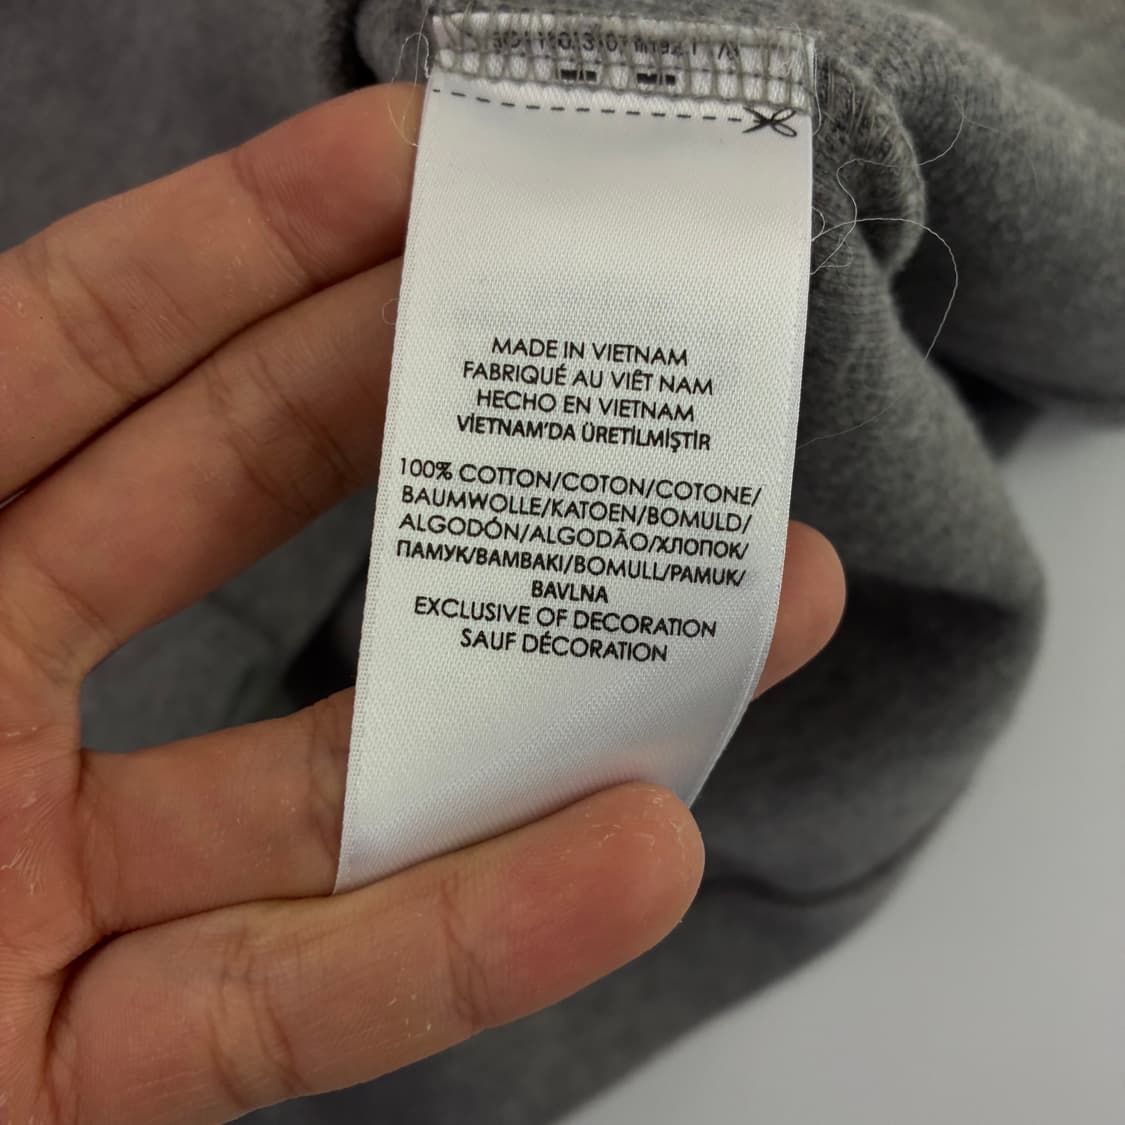 MADE IN VIETNAM
FABRIQUÉ AU VIÊT NAM
HECHO EN VIETNAM
VİETNAM'DA ÜRETİLMİŞTİR
100% COTTON/COTON/COTONE/
BAUMWOLLE/KATOEN/BOMULD/
ALGODÓN/ALGODÃO/ХЛОПОК/
ПАМУК/BAMBAKI/BOMULL/PAMUK/
BAVLNA
EXCLUSIVE OF DECORATION
SAUF DÉCORATION